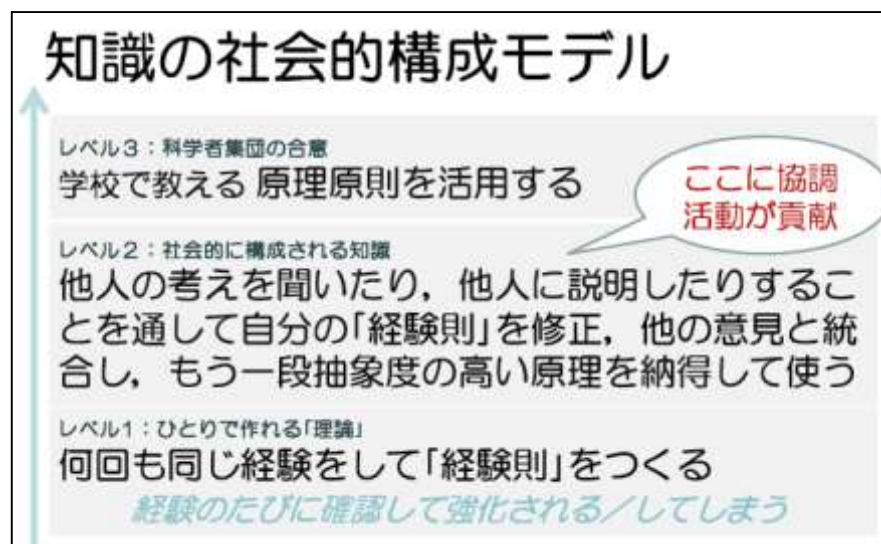 知識の社会的構成モデル
レベル３：科学者集団の合意
学校で教える 原理原則を活用する
ここに協調
活動が貢献
レベル２：社会的に構成される知識
他人の考えを聞いたり，他人に説明したりするこ
とを通して自分の「経験則」を修正，他の意見と統
合し，もう一段抽象度の高い原理を納得して使う
レベル１：ひとりで作れる「理論」
何回も同じ経験をして「経験則」をつくる
経験のたびに確認して強化される／してしまう